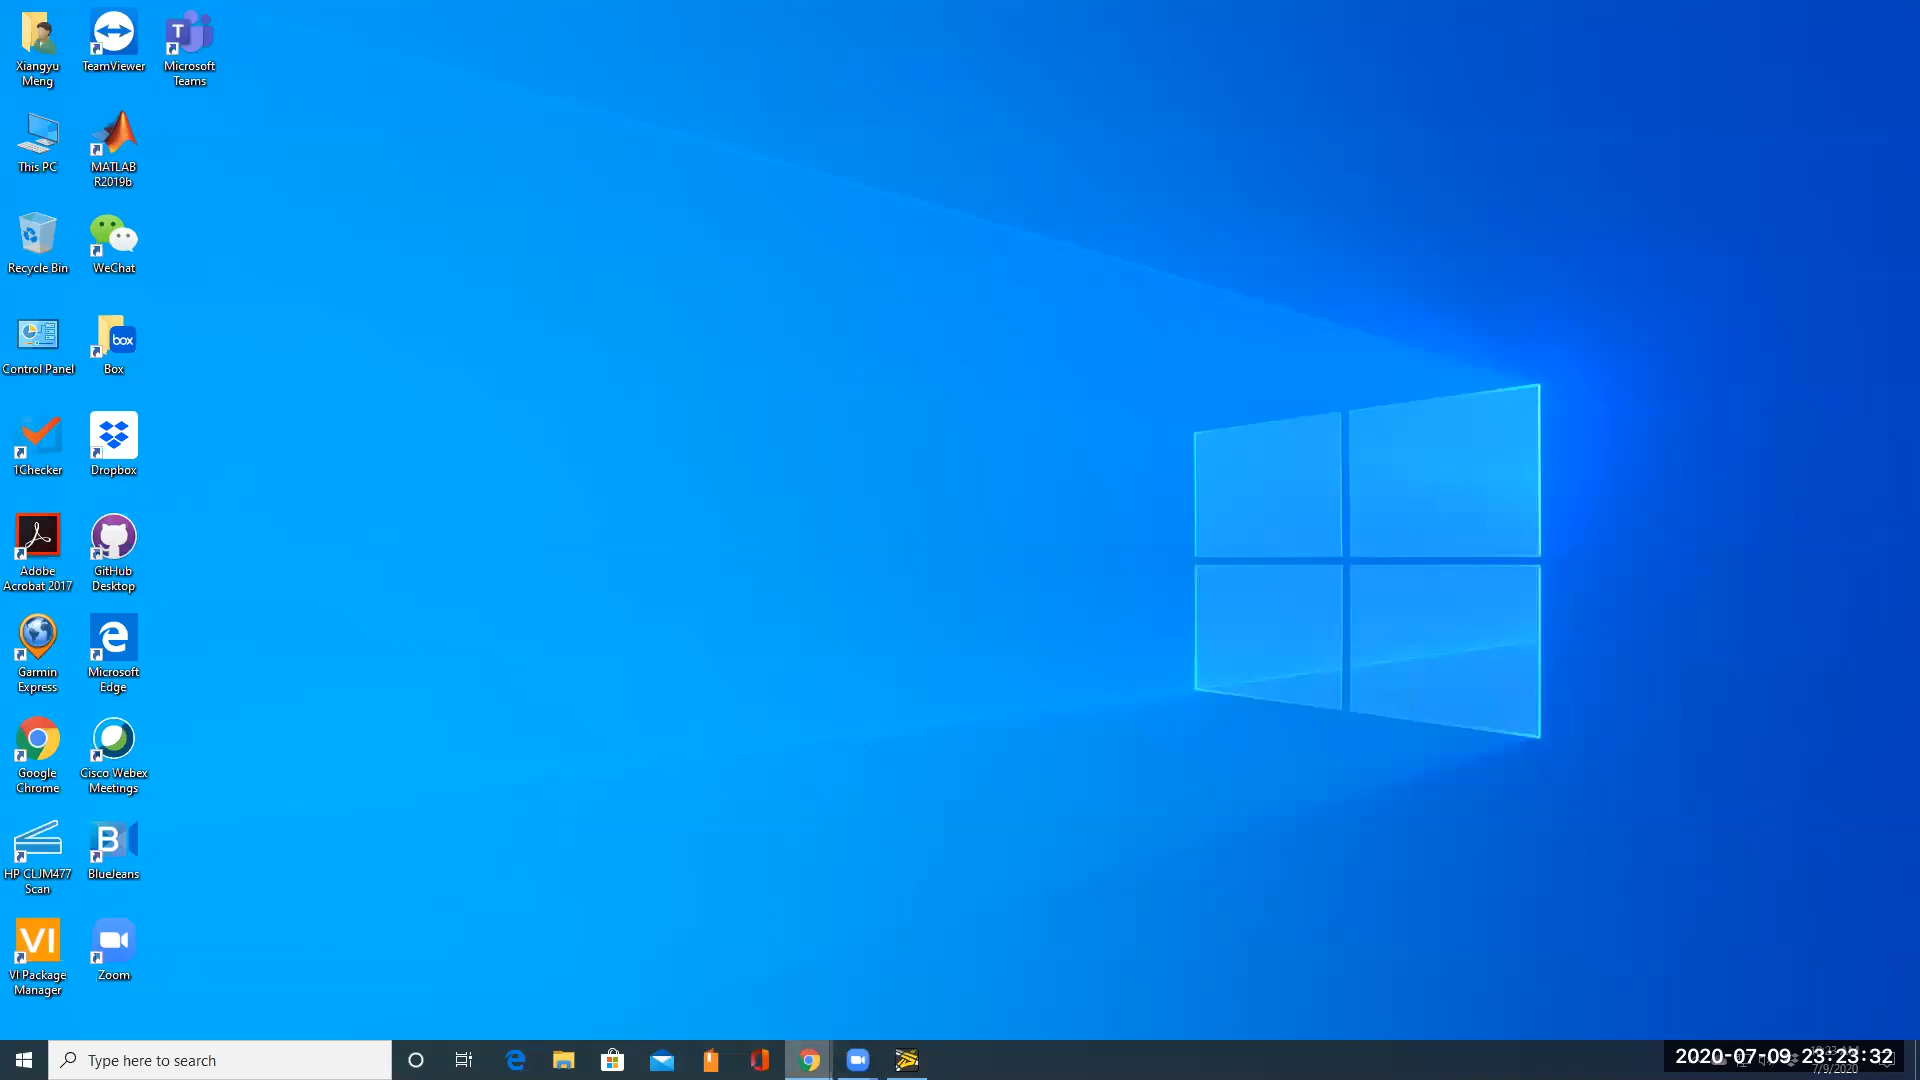 Xiangyu
Meng
TeamViewer
Microsoft
Teams
This PC
MATLAB
R2019b
Recycle Bin
WeChat
Control Panel
box
Box
1Checker
Dropbox
Adobe
Acrobat 2017
GitHub
Desktop
Garmin
Express
Microsoft
Edge
Google
Chrome
Cisco Webex
Meetings
HP CLJM477
Scan
B
BlueJeans
VI
VI Package
Manager
Zoom
Type here to search
2020-07-09 23:23:32
7/9/2020